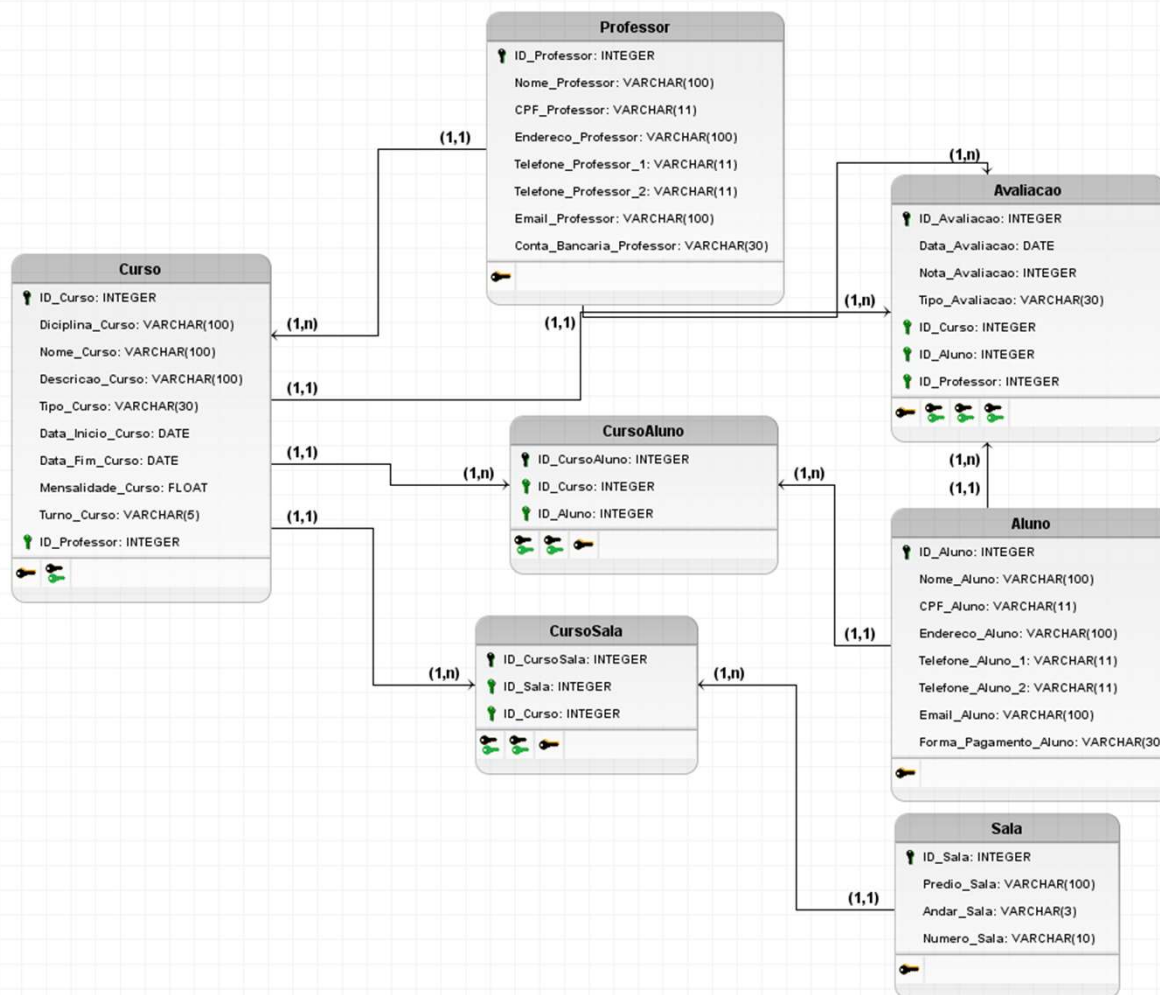 Professor
ID_Professor: INTEGER
Nome_Professor: VARCHAR(100)
CPF_Professor: VARCHAR(11)
Endereco_Professor: VARCHAR(100)
Telefone_Professor_1: VARCHAR(11)
Telefone_Professor_2: VARCHAR(11)
Email_Professor: VARCHAR(100)
Conta_Bancaria_Professor: VARCHAR(30)
(1,1)
(1,n)
Avaliacao
ID_Avaliacao: INTEGER
Data_Avaliacao: DATE
Nota_Avaliacao: INTEGER
Tipo_Avaliacao: VARCHAR(30)
ID_Curso: INTEGER
ID_Aluno: INTEGER
ID_Professor: INTEGER
Curso
ID_Curso: INTEGER
Diciplina_Curso: VARCHAR(100)
Nome_Curso: VARCHAR(100)
Descricao_Curso: VARCHAR(100)
Tipo_Curso: VARCHAR(30)
Data_Inicio_Curso: DATE
Data_Fim_Curso: DATE
Mensalidade_Curso: FLOAT
Turno_Curso: VARCHAR(5)
ID_Professor: INTEGER
(1,n)
(1,1)
(1,n)
(1,1)
(1,1)
(1,1)
CursoAluno
ID_CursoAluno: INTEGER
ID_Curso: INTEGER
ID_Aluno: INTEGER
(1,n)
(1,n)
(1,n)
(1,1)
Aluno
ID_Aluno: INTEGER
Nome_Aluno: VARCHAR(100)
CPF_Aluno: VARCHAR(11)
Endereco_Aluno: VARCHAR(100)
Telefone_Aluno_1: VARCHAR(11)
Telefone_Aluno_2: VARCHAR(11)
Email_Aluno: VARCHAR(100)
Forma_Pagamento_Aluno: VARCHAR(30
(1,1)
CursoSala
ID_CursoSala: INTEGER
ID_Sala: INTEGER
ID_Curso: INTEGER
(1,n)
(1,n)
Sala
ID_Sala: INTEGER
Predio_Sala: VARCHAR(100)
Andar_Sala: VARCHAR(3)
Numero_Sala: VARCHAR(10)
(1,1)